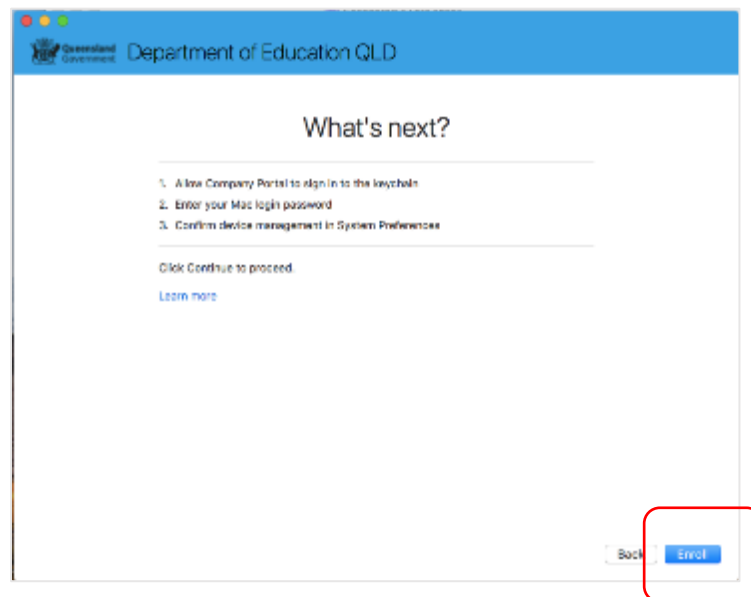 Queensland
Government
Department of Education QLD
What's next?
1. Allow Company Portal to sign in to the keychain
2. Enter your Mac login password
3. Confirm device management in System Preferences
Click Continue to proceed.
Learn more
Back
Enroll